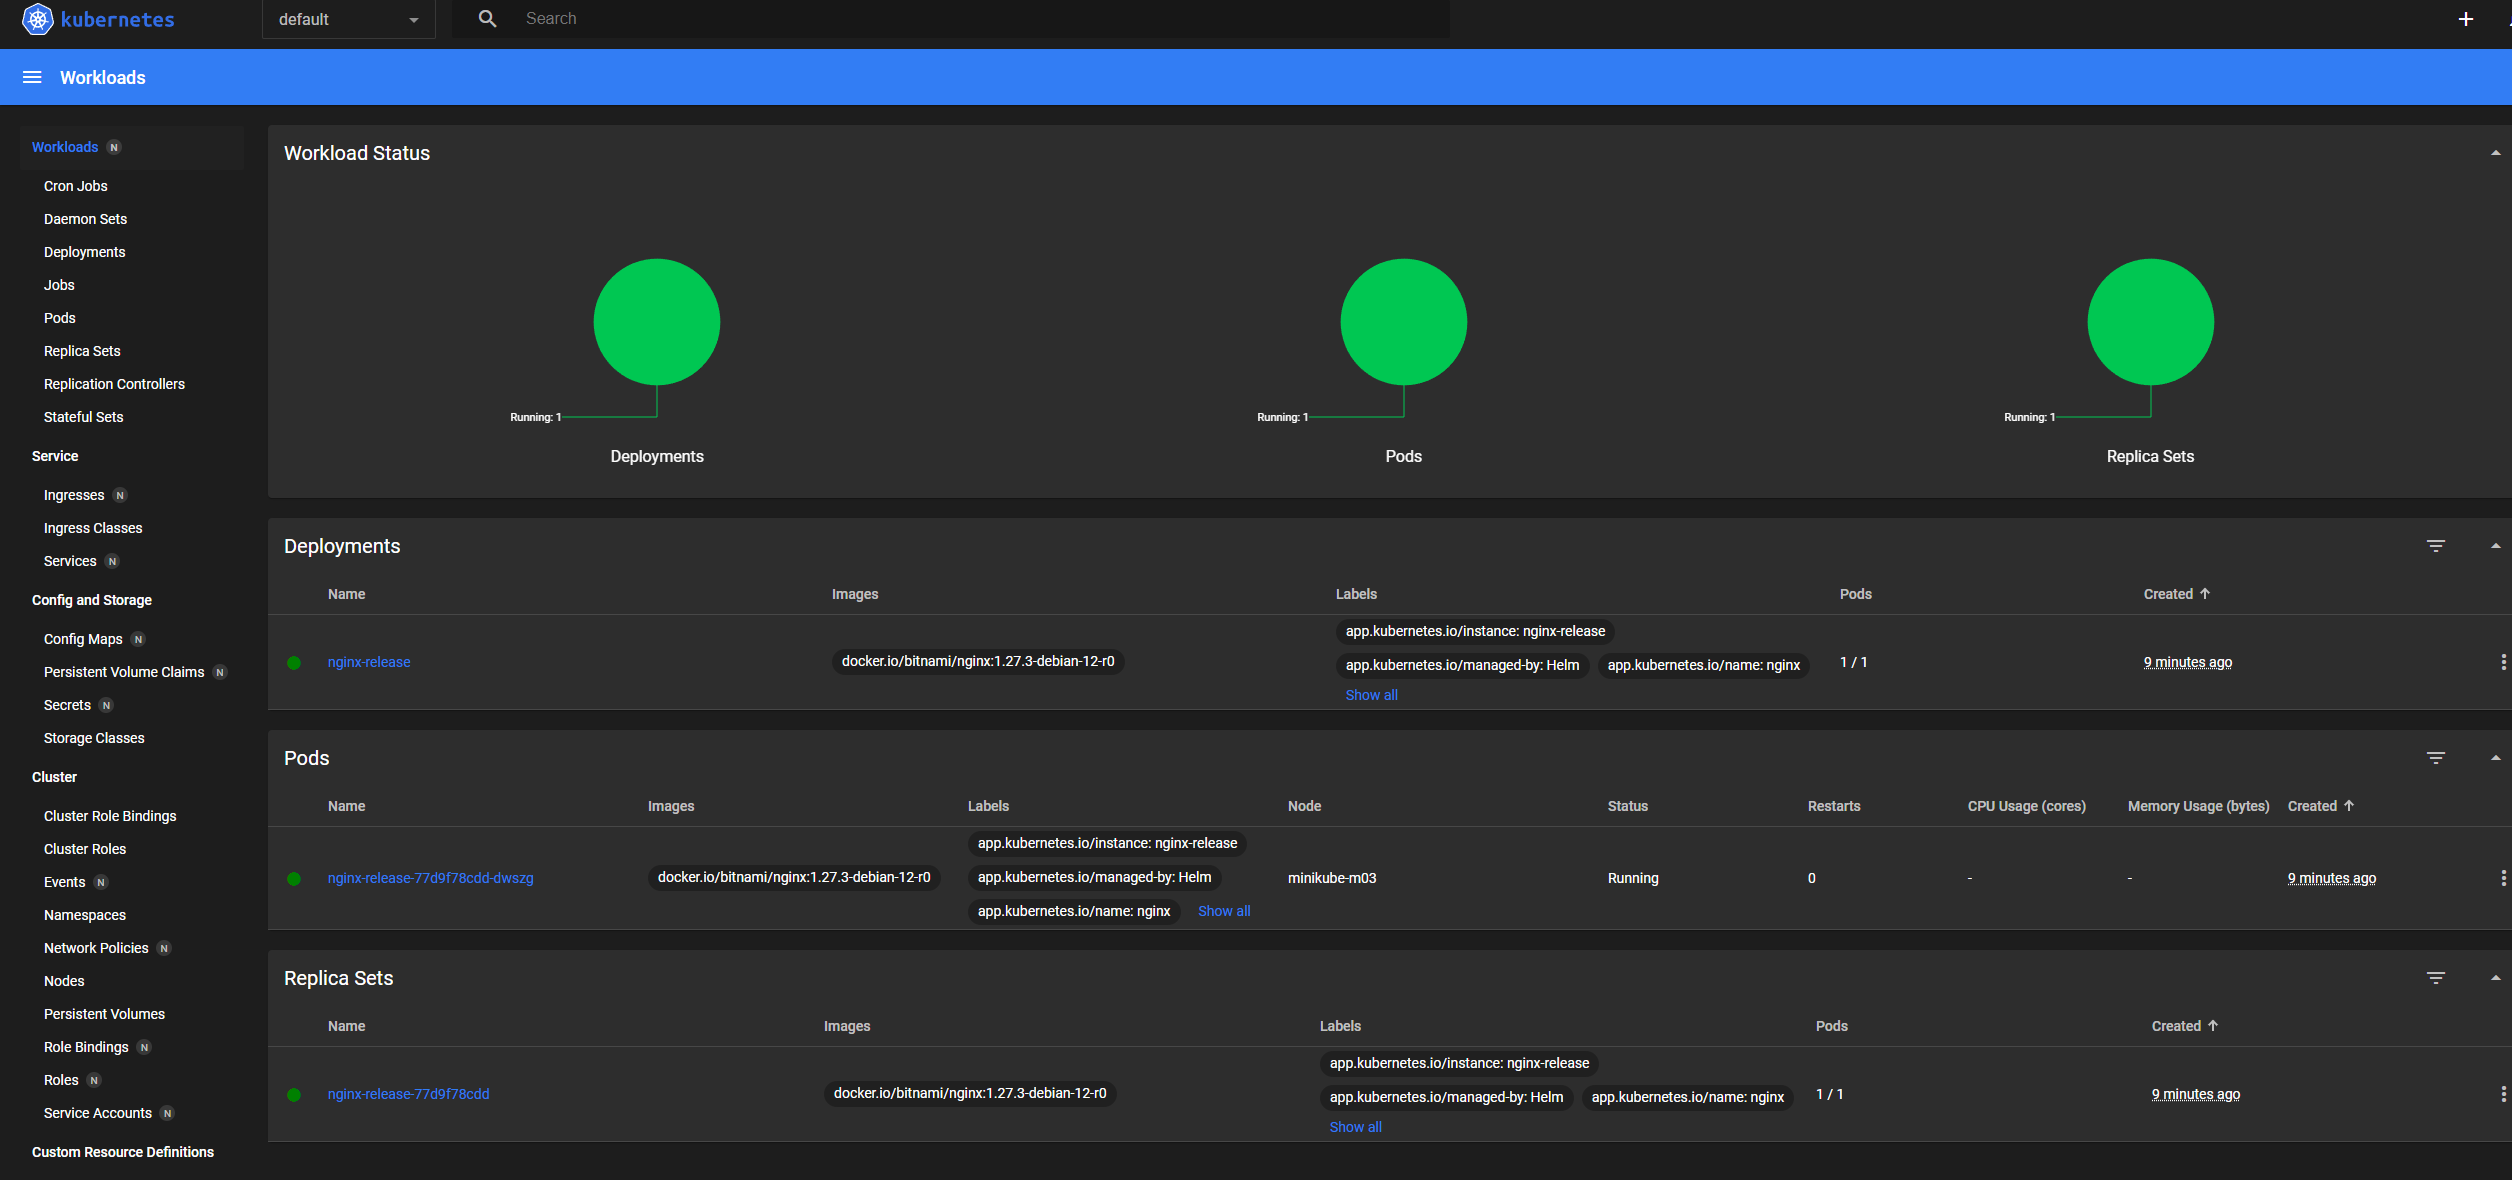 kubernetes
default
Search
Workloads
Workloads N
Cron Jobs
Daemon Sets
Deployments
Jobs
Pods
Replica Sets
Replication Controllers
Stateful Sets
Service
Ingresses N
Ingress Classes
Services N
Config and Storage
Config Maps N
Persistent Volume Claims N
Secrets N
Storage Classes
Cluster
Cluster Role Bindings
Cluster Roles
Events N
Namespaces
Network Policies N
Nodes
Persistent Volumes
Role Bindings N
Roles N
Service Accounts N
Custom Resource Definitions
Workload Status
Running: 1
Deployments
Running: 1
Pods
Running: 1
Replica Sets
Deployments
Name Images Labels Pods Created
nginx-release
docker.io/bitnami/nginx:1.27.3-debian-12-r0
app.kubernetes.io/instance: nginx-release
app.kubernetes.io/managed-by: Helm app.kubernetes.io/name: nginx
Show all
1 / 1
9 minutes ago
Pods
Name Images Labels Node Status Restarts CPU Usage (cores) Memory Usage (bytes) Created
nginx-release-77d9f78cdd-dwszg
docker.io/bitnami/nginx:1.27.3-debian-12-r0
app.kubernetes.io/instance: nginx-release
app.kubernetes.io/managed-by: Helm
app.kubernetes.io/name: nginx Show all
minikube-m03
Running
0
-
-
9 minutes ago
Replica Sets
Name Images Labels Pods Created
nginx-release-77d9f78cdd
docker.io/bitnami/nginx:1.27.3-debian-12-r0
app.kubernetes.io/instance: nginx-release
app.kubernetes.io/managed-by: Helm app.kubernetes.io/name: nginx
Show all
1 / 1
9 minutes ago